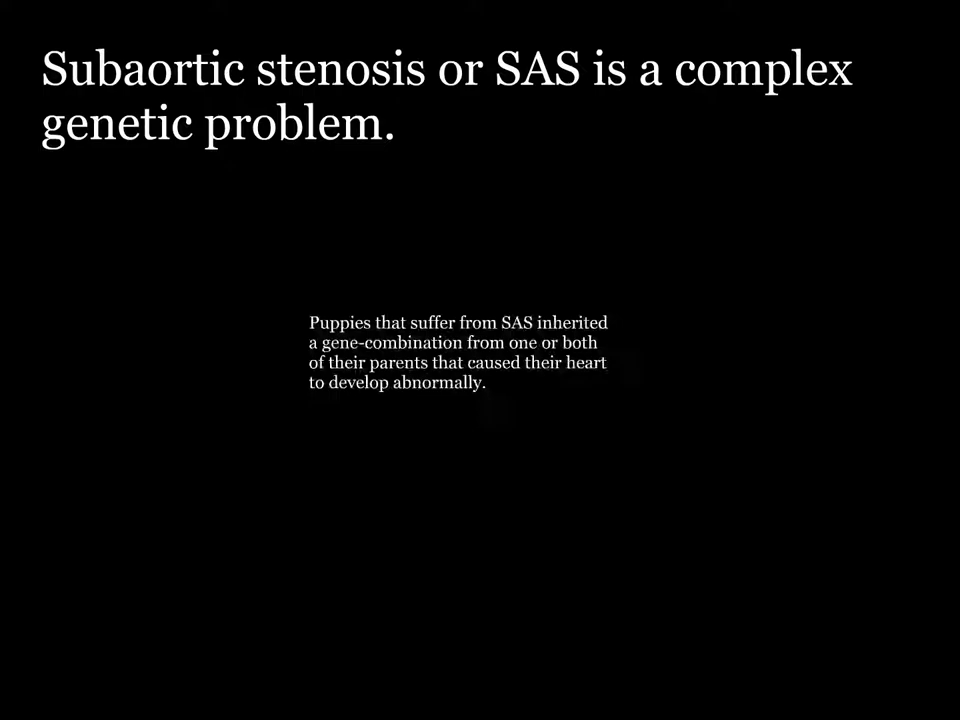 Subaortic stenosis or SAS is a complex
genetic problem.
Puppies that suffer from SAS inherited
a gene-combination from one or both
of their parents that caused their heart
to develop abnormally.